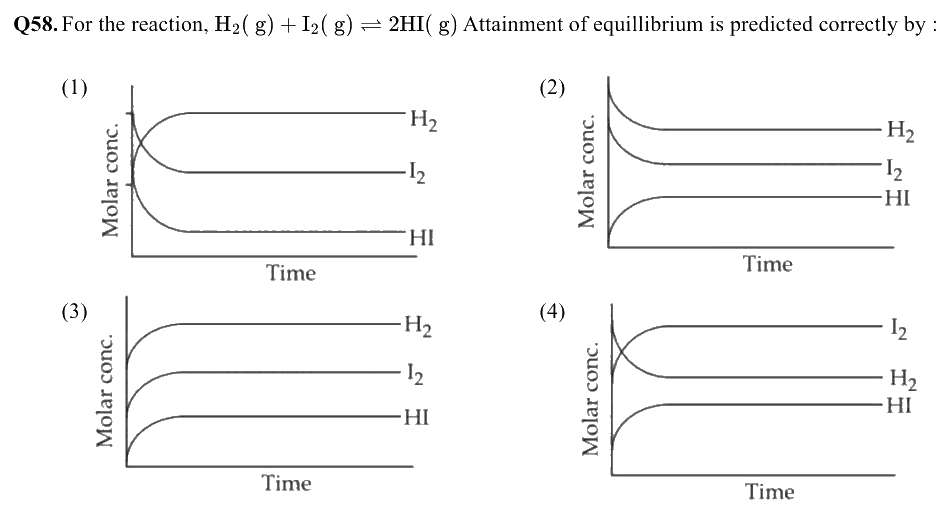 Q58. For the reaction, H₂( g) + I₂( g) ⇌ 2HI( g) Attainment of equillibrium is predicted correctly by :
(1)
Molar conc.
H₂
I₂
HI
Time
(2)
Molar conc.
H₂
I₂
HI
Time
(3)
Molar conc.
H₂
I₂
HI
Time
(4)
Molar conc.
I₂
H₂
HI
Time